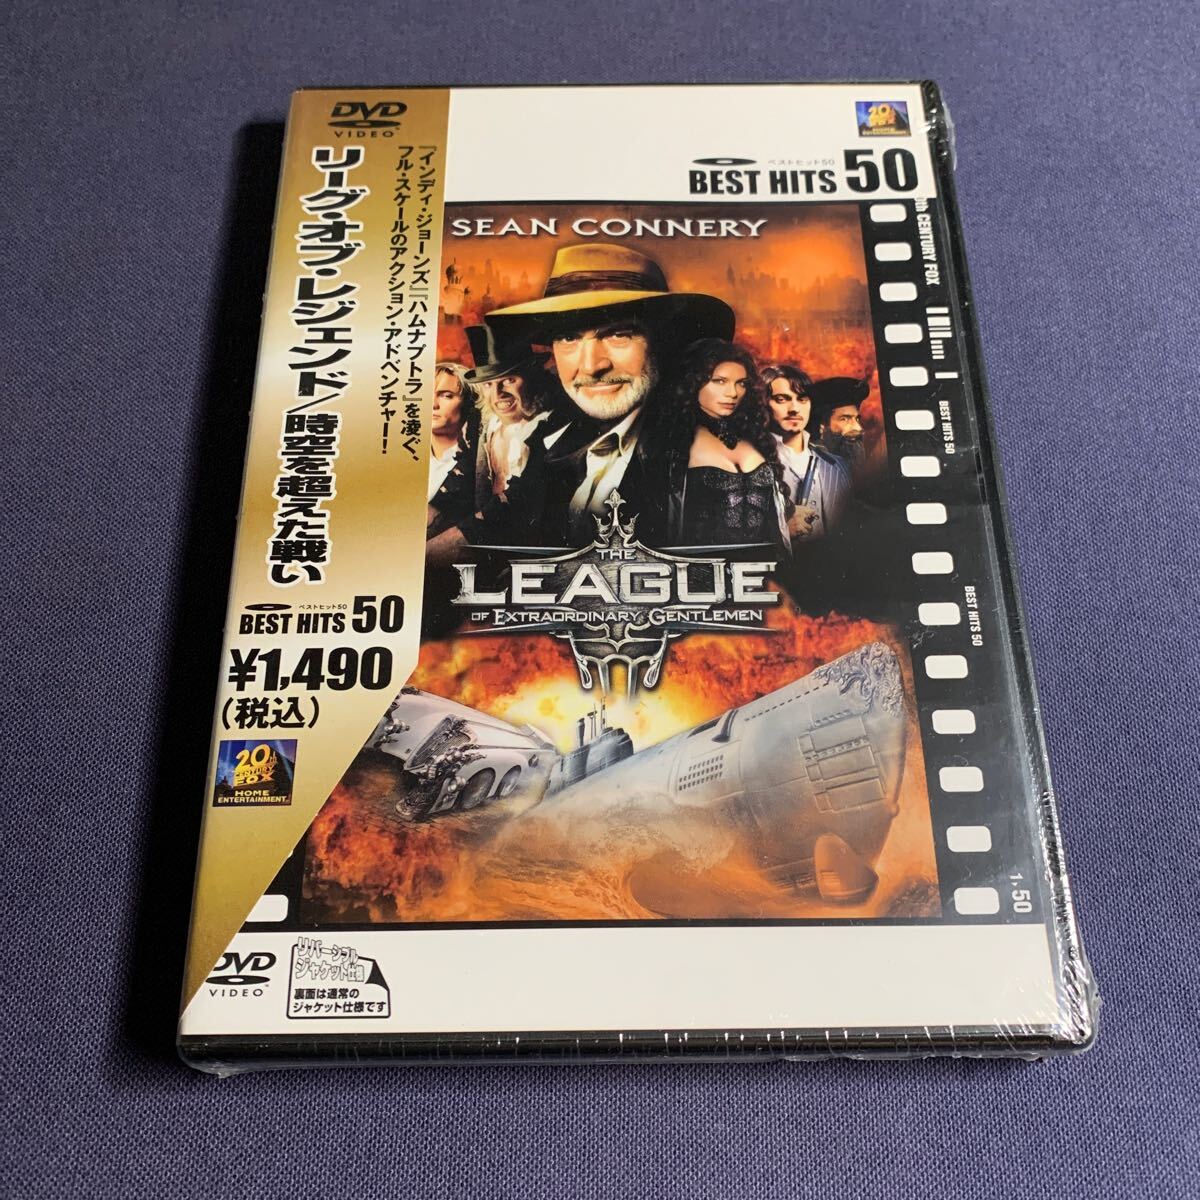 DVD
VIDEO
『インディ・ジョーンズ』『ハムナプトラ』を凌ぐ、
フル・スケールのアクション・アドベンチャー!
リーグ・オブ・レジェンド/時空を超えた戦い
ベストヒット50
BEST HITS 50
¥1,490
(税込)
20th
CENTURY
FOX
HOME
ENTERTAINMENT
DVD
VIDEO
リバーシブル
ジャケット仕様
裏面は通常の
ジャケット仕様です
HOME
ENTERTAINMENT
ベストヒット50
BEST HITS 50
SEAN CONNERY
THE
LEAGUE
OF EXTRAORDINARY GENTLEMEN
CENTURY FOX
BEST HITS 50
BEST HITS 50
1.50